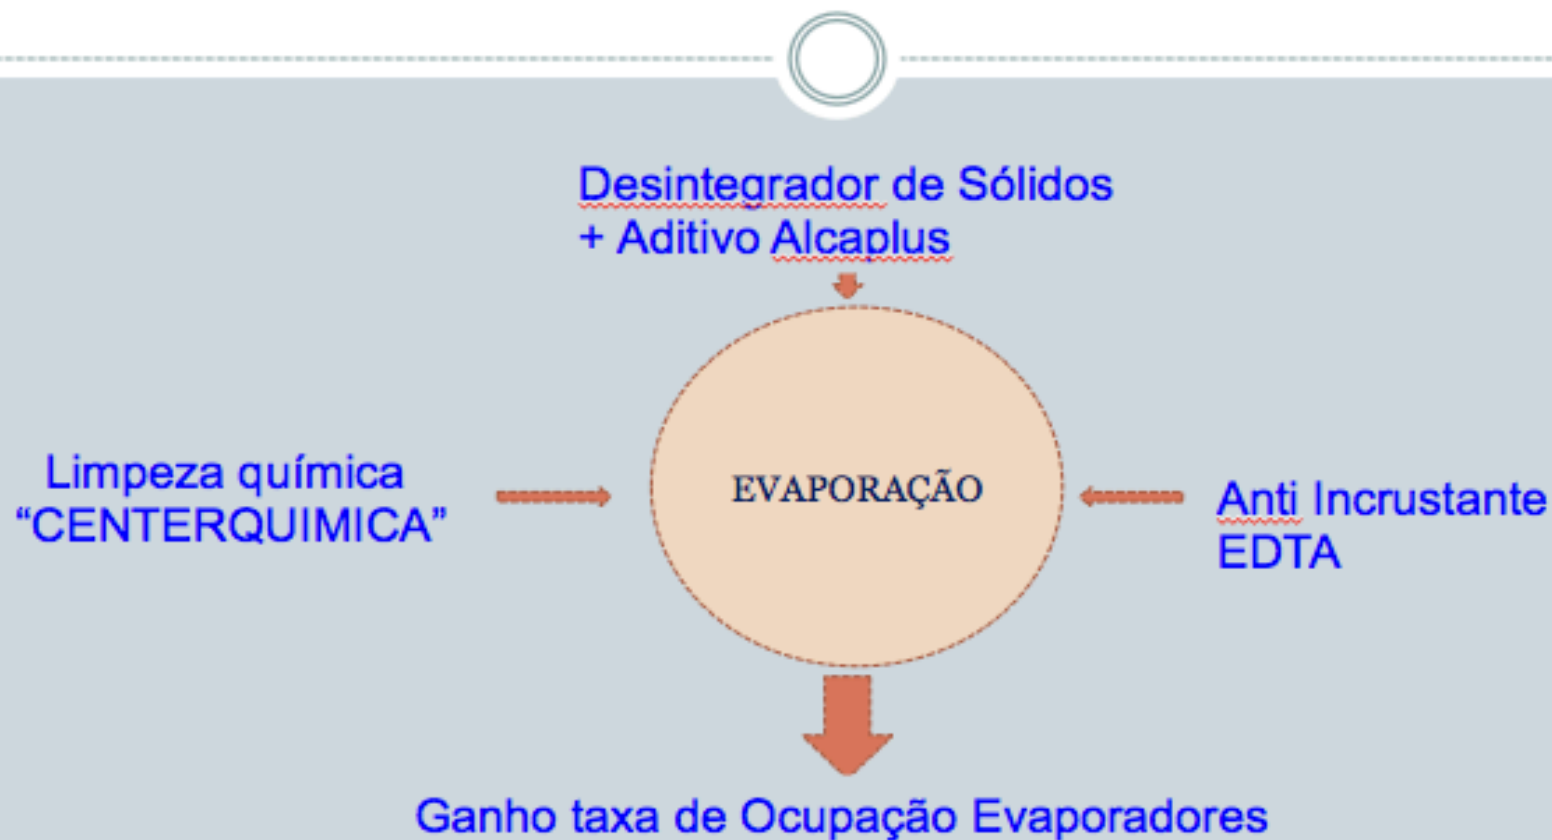 Desintegrador de Sólidos
+ Aditivo Alcaplus
Limpeza química
“CENTERQUIMICA”
EVAPORAÇÃO
Anti Incrustante
EDTA
Ganho taxa de Ocupação Evaporadores